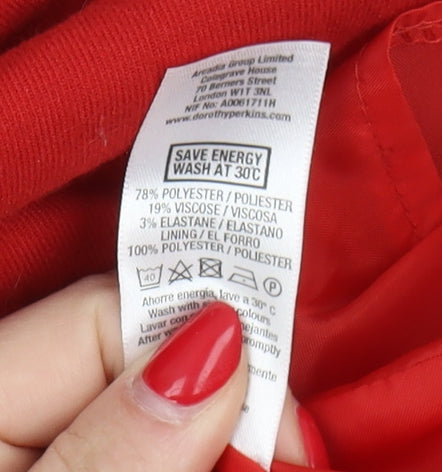 Arcadia Group Limited
Colegrave House
70 Berners Street
London W1T 3NL
NIF No: A0061711H
www.dorothyperkins.com
SAVE ENERGY
WASH AT 30°C
78% POLYESTER / POLIESTER
19% VISCOSE / VISCOSA
3% ELASTANE / ELASTANO
LINING / EL FORRO
100% POLYESTER / POLIESTER
40 P
Ahorre energía, lave a 30° C
Wash with colours
Lavar con
After promptly